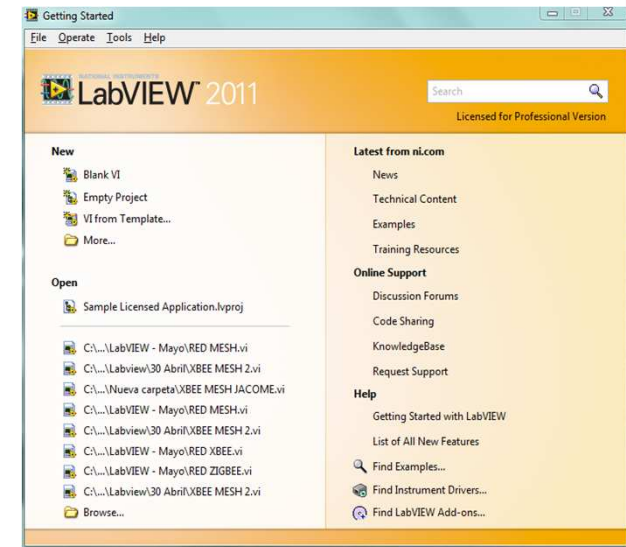 Getting Started
File Operate Tools Help
NATIONAL INSTRUMENTS
LabVIEW™ 2011
Search
Licensed for Professional Version
New
Blank VI
Empty Project
VI from Template...
More...
Open
Sample Licensed Application.lvproj
C:\...\LabVIEW - Mayo\RED MESH.vi
C:\...\Labview\30 Abril\XBEE MESH 2.vi
C:\...\Nueva carpeta\XBEE MESH JACOME.vi
C:\...\LabVIEW - Mayo\RED MESH.vi
C:\...\Labview\30 Abril\XBEE MESH 2.vi
C:\...\LabVIEW - Mayo\RED XBEE.vi
C:\...\LabVIEW - Mayo\RED ZIGBEE.vi
C:\...\Labview\30 Abril\XBEE MESH 2.vi
Browse...
Latest from ni.com
News
Technical Content
Examples
Training Resources
Online Support
Discussion Forums
Code Sharing
KnowledgeBase
Request Support
Help
Getting Started with LabVIEW
List of All New Features
Find Examples...
Find Instrument Drivers...
Find LabVIEW Add-ons...